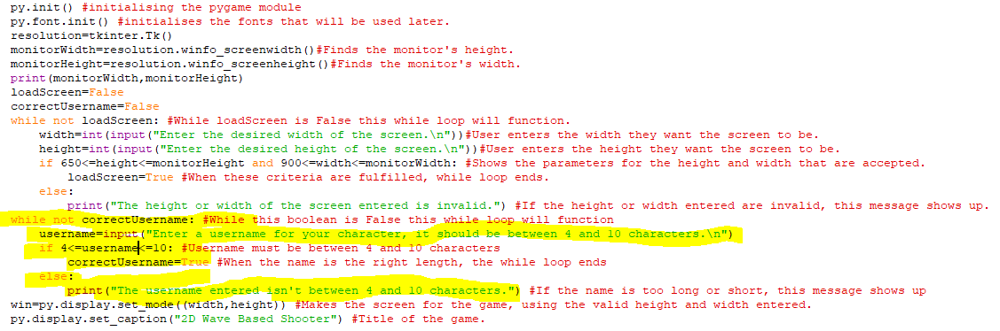 py.init() #initialising the pygame module
py.font.init() #initialises the fonts that will be used later.
resolution=tkinter.Tk()
monitorWidth=resolution.winfo_screenwidth()#Finds the monitor's height.
monitorHeight=resolution.winfo_screenheight()#Finds the monitor's width.
print(monitorWidth,monitorHeight)
loadScreen=False
correctUsername=False
while not loadScreen: #While loadScreen is False this while loop will function.
    width=int(input("Enter the desired width of the screen.\n"))#User enters the width they want the screen to be.
    height=int(input("Enter the desired height of the screen.\n"))#User enters the height they want the screen to be.
    if 650<=height<=monitorHeight and 900<=width<=monitorWidth: #Shows the parameters for the height and width that are accepted.
        loadScreen=True #When these criteria are fulfilled, while loop ends.
    else:
        print("The height or width of the screen entered is invalid.") #If the height or width entered are invalid, this message shows up.
while not correctUsername: #While this boolean is False this while loop will function
    username=input("Enter a username for your character, it should be between 4 and 10 characters.\n")
    if 4<=username<=10: #Username must be between 4 and 10 characters
        correctUsername=True #When the name is the right length, the while loop ends
    else:
        print("The username entered isn't between 4 and 10 characters.") #If the name is too long or short, this message shows up
win=py.display.set_mode((width,height)) #Makes the screen for the game, using the valid height and width entered.
py.display.set_caption("2D Wave Based Shooter") #Title of the game.